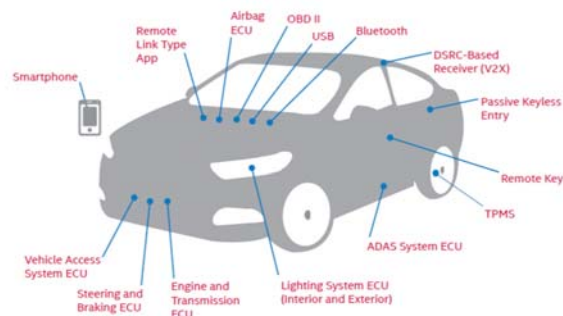 Airbag
ECU
OBD II
USB
Bluetooth
Remote
Link Type
App
DSRC-Based
Receiver (V2X)
Smartphone
Passive Keyless
Entry
Remote Key
TPMS
ADAS System ECU
Vehicle Access
System ECU
Steering and
Braking ECU
Engine and
Transmission
ECU
Lighting System ECU
(Interior and Exterior)